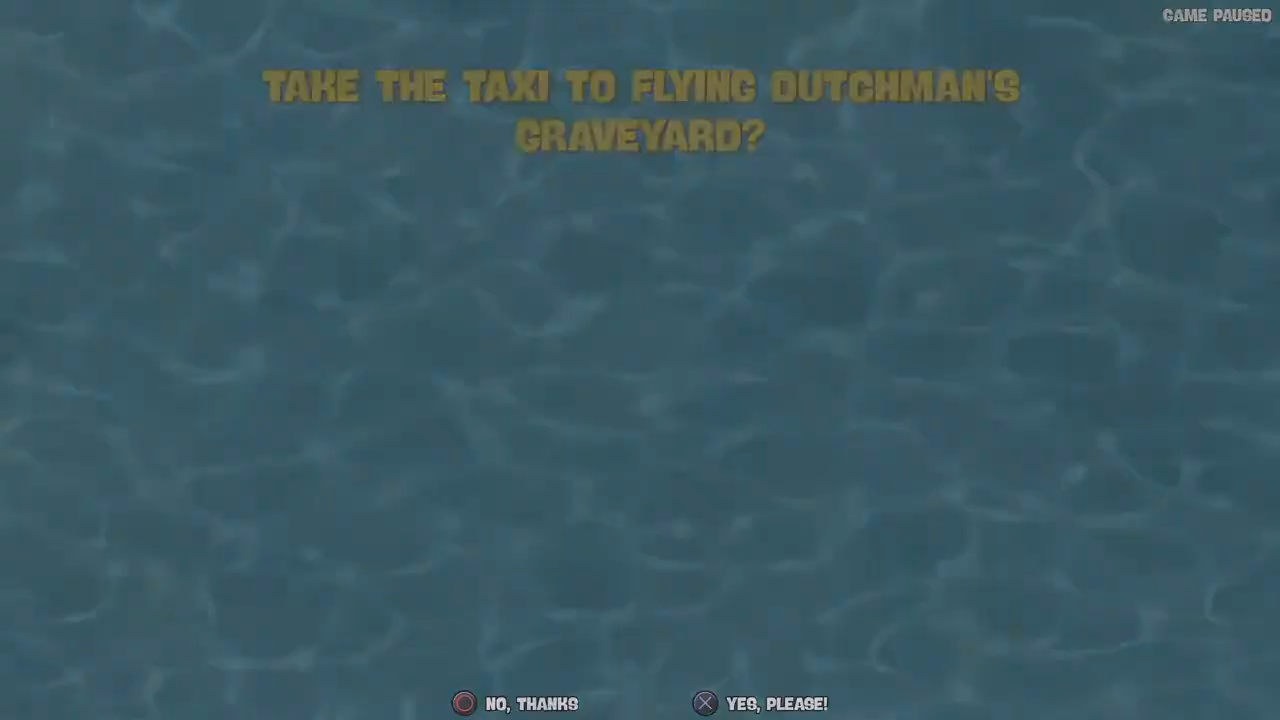 GAME PAUSED
TAKE THE TAXI TO FLYING DUTCHMAN'S
GRAVEYARD?
NO, THANKS
YES, PLEASE!